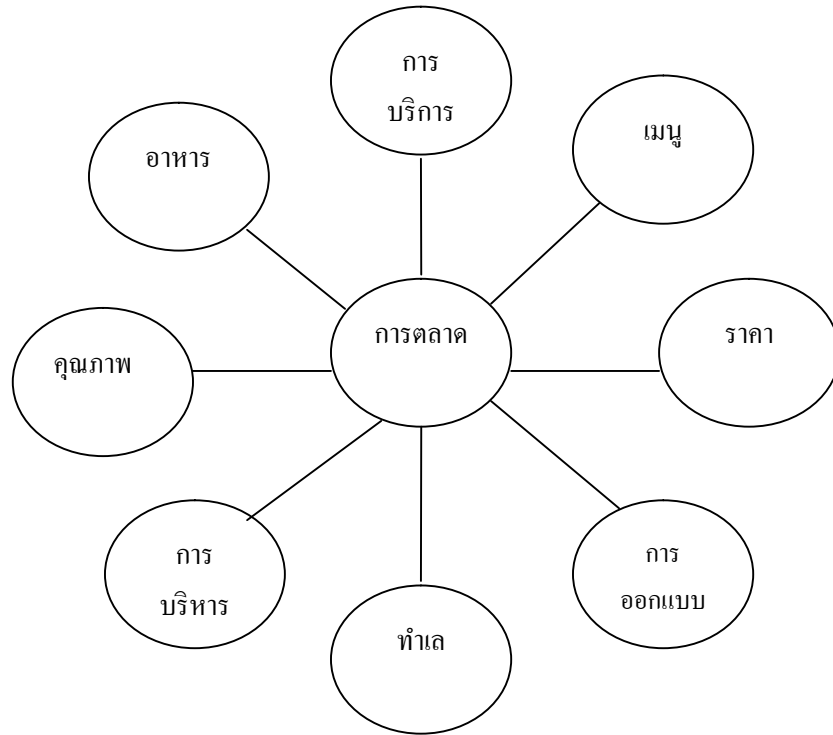 การ
บริการ
เมนู
อาหาร
การตลาด
ราคา
คุณภาพ
การ
บริหาร
การ
ออกแบบ
ทำเล